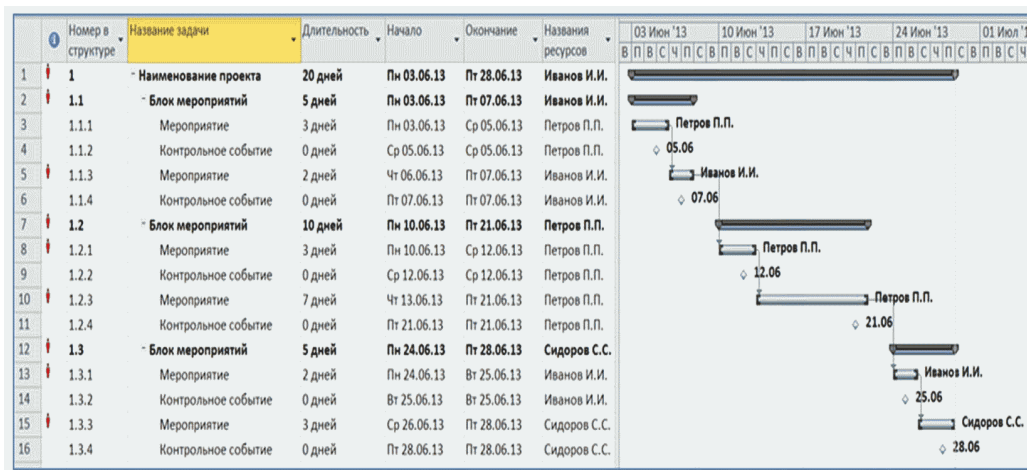 Номер в структуре Название задачи Длительность Начало Окончание Названия ресурсов 03 Июн '13 10 Июн '13 17 Июн '13 24 Июн '13 01 Июл '1
В П В С Ч П С В П В С Ч П С В П В С Ч П С В П В С Ч П С В П В С
1 1 Наименование проекта 20 дней Пн 03.06.13 Пт 28.06.13 Иванов И.И.
2 1.1 Блок мероприятий 5 дней Пн 03.06.13 Пт 07.06.13 Иванов И.И.
3 1.1.1 Мероприятие 3 дней Пн 03.06.13 Ср 05.06.13 Петров П.П. Петров П.П.
4 1.1.2 Контрольное событие 0 дней Ср 05.06.13 Ср 05.06.13 Петров П.П. 05.06
5 1.1.3 Мероприятие 2 дней Чт 06.06.13 Пт 07.06.13 Иванов И.И. Иванов И.И.
6 1.1.4 Контрольное событие 0 дней Пт 07.06.13 Пт 07.06.13 Иванов И.И. 07.06
7 1.2 Блок мероприятий 10 дней Пн 10.06.13 Пт 21.06.13 Петров П.П.
8 1.2.1 Мероприятие 3 дней Пн 10.06.13 Ср 12.06.13 Петров П.П. Петров П.П.
9 1.2.2 Контрольное событие 0 дней Ср 12.06.13 Ср 12.06.13 Петров П.П. 12.06
10 1.2.3 Мероприятие 7 дней Чт 13.06.13 Пт 21.06.13 Петров П.П. Петров П.П.
11 1.2.4 Контрольное событие 0 дней Пт 21.06.13 Пт 21.06.13 Петров П.П. 21.06
12 1.3 Блок мероприятий 5 дней Пн 24.06.13 Пт 28.06.13 Сидоров С.С.
13 1.3.1 Мероприятие 2 дней Пн 24.06.13 Вт 25.06.13 Иванов И.И. Иванов И.И.
14 1.3.2 Контрольное событие 0 дней Вт 25.06.13 Вт 25.06.13 Иванов И.И. 25.06
15 1.3.3 Мероприятие 3 дней Ср 26.06.13 Пт 28.06.13 Сидоров С.С. Сидоров С.С.
16 1.3.4 Контрольное событие 0 дней Пт 28.06.13 Пт 28.06.13 Сидоров С.С. 28.06